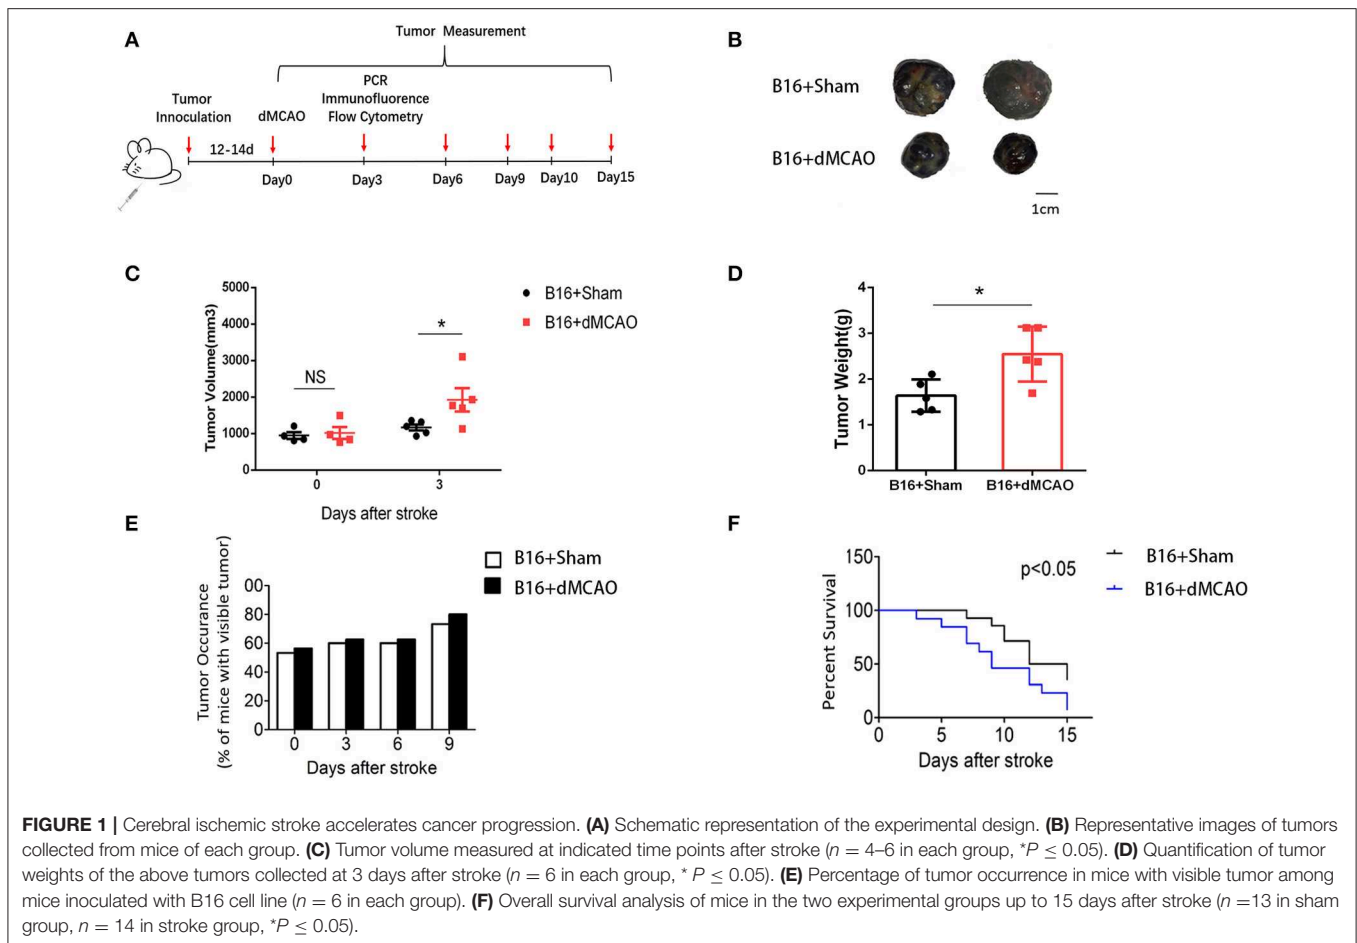 A
Tumor Measurement
PCR
Immunofluorence
Flow Cytometry
Tumor
Innoculation
dMCAO
12-14d
Day0
Day3
Day6
Day9
Day10
Day15
B
B16+Sham
B16+dMCAO
1cm
C
Tumor Volume(mm3)
5000
4000
3000
2000
1000
0
NS
*
0
3
Days after stroke
B16+Sham
B16+dMCAO
D
Tumor Weight(g)
4
3
2
1
0
*
B16+Sham
B16+dMCAO
E
Tumor Occurance
(% of mice with visible tumor)
00
80
60
40
20
0
0
3
6
9
Days after stroke
B16+Sham
B16+dMCAO
F
Percent Survival
150
100
50
0
0
5
10
15
Days after stroke
p<0.05
B16+Sham
B16+dMCAO
FIGURE 1 | Cerebral ischemic stroke accelerates cancer progression. (A) Schematic representation of the experimental design. (B) Representative images of tumors
collected from mice of each group. (C) Tumor volume measured at indicated time points after stroke (n = 4–6 in each group, *P ≤ 0.05). (D) Quantification of tumor
weights of the above tumors collected at 3 days after stroke (n = 6 in each group, * P ≤ 0.05). (E) Percentage of tumor occurrence in mice with visible tumor among
mice inoculated with B16 cell line (n = 6 in each group). (F) Overall survival analysis of mice in the two experimental groups up to 15 days after stroke (n =13 in sham
group, n = 14 in stroke group, *P ≤ 0.05).